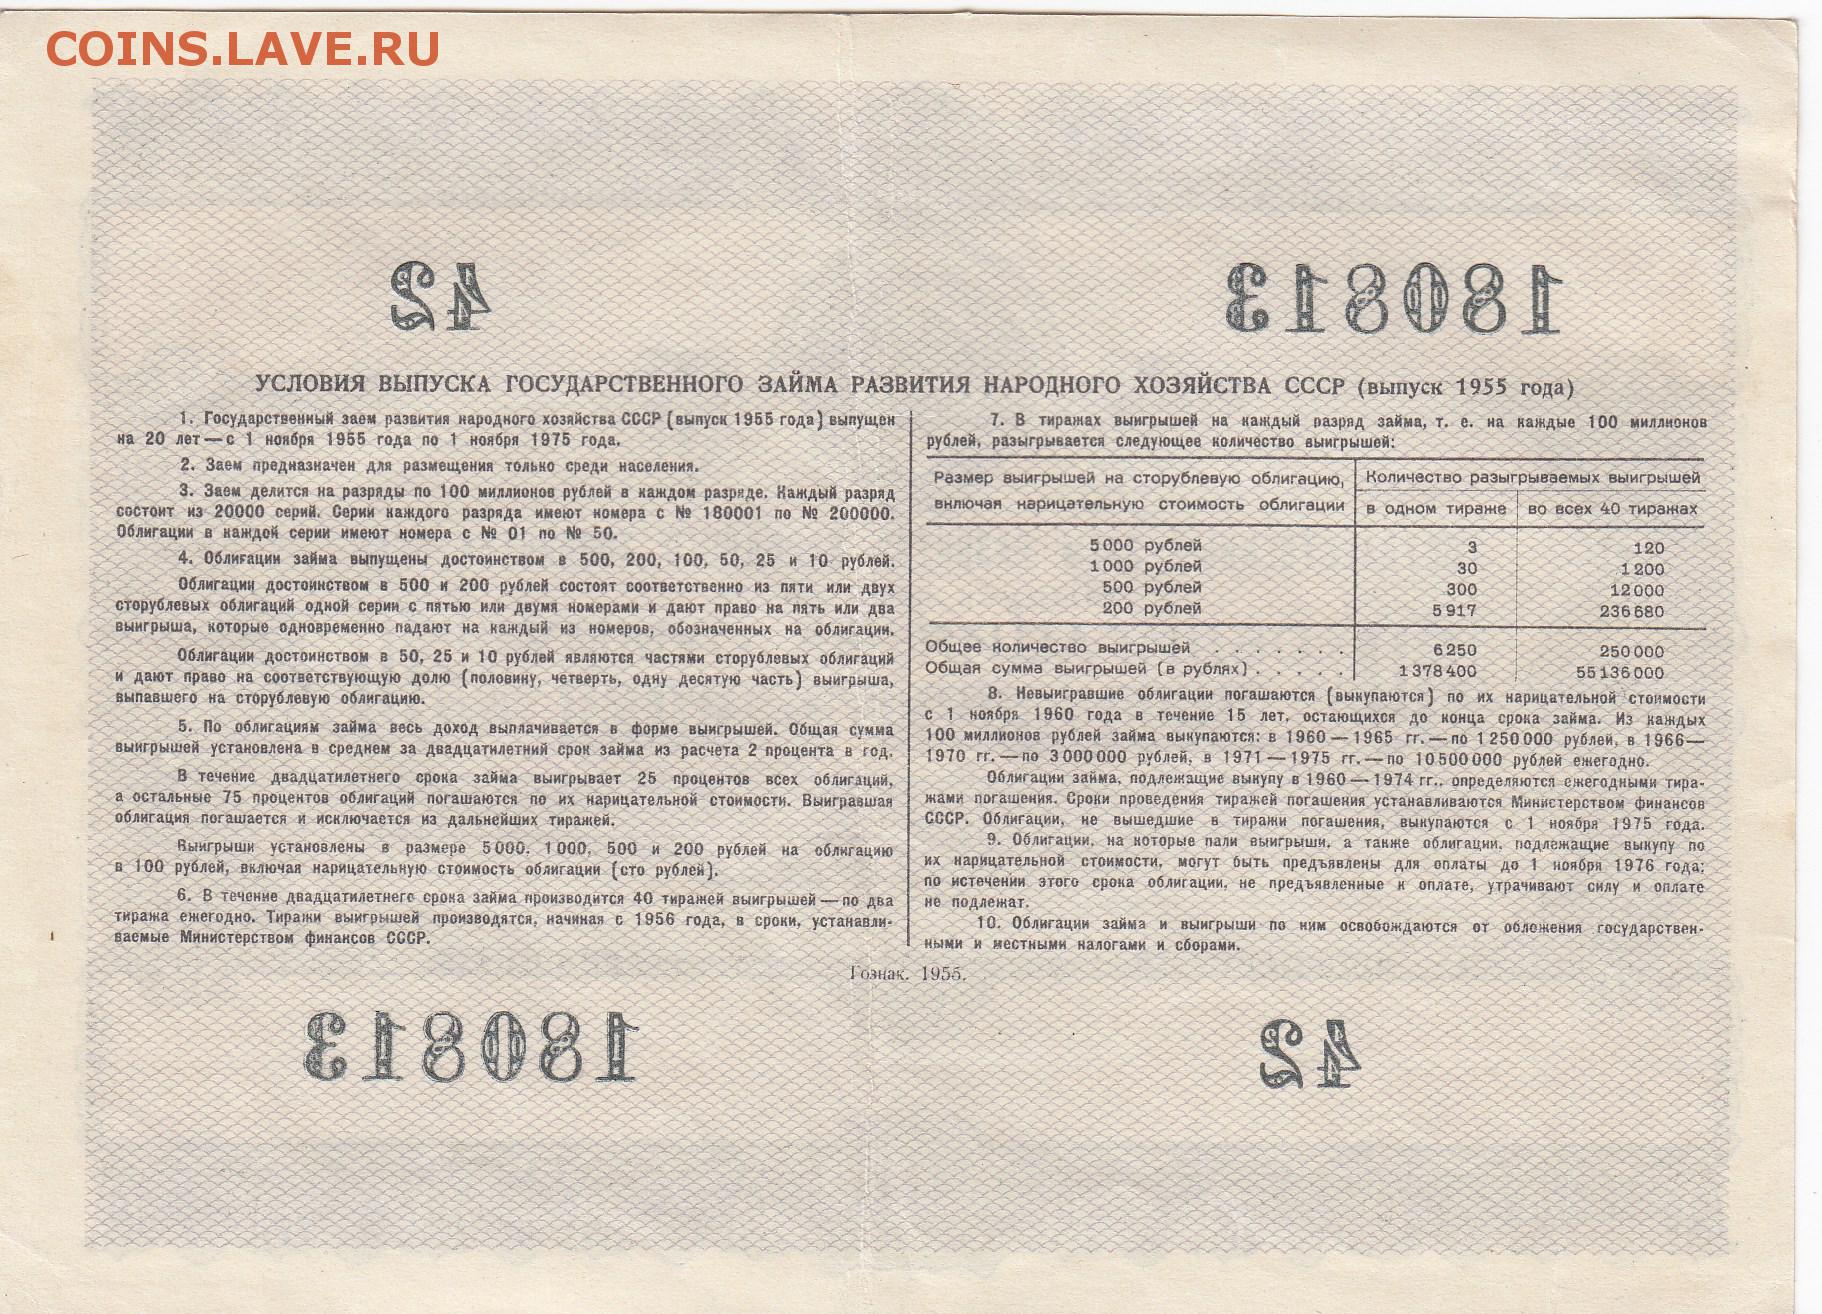 COINS.LAVE.RU
42 180813
УСЛОВИЯ ВЫПУСКА ГОСУДАРСТВЕННОГО ЗАЙМА РАЗВИТИЯ НАРОДНОГО ХОЗЯЙСТВА СССР (выпуск 1955 года)
1. Государственный заем развития народного хозяйства СССР (выпуск 1955 года) выпущен
на 20 лет — с 1 ноября 1955 года по 1 ноября 1975 года.
2. Заем предназначен для размещения только среди населения.
3. Заем делится на разряды по 100 миллионов рублей в каждом разряде. Каждый разряд
состоит из 20000 серий. Серии каждого разряда имеют номера с № 180001 по № 200000.
Облигации в каждой серии имеют номера с № 01 по № 50.
4. Облигации займа выпущены достоинством в 500, 200, 100, 50, 25 и 10 рублей.
Облигации достоинством в 500 и 200 рублей состоят соответственно из пяти или двух
сторублевых облигаций одной серии с пятью или двумя номерами и дают право на пять или два
выигрыша, которые одновременно падают на каждый из номеров, обозначенных на облигации.
Облигации достоинством в 50, 25 и 10 рублей являются частями сторублевых облигаций
и дают право на соответствующую долю (половину, четверть, одну десятую часть) выигрыша,
выпавшего на сторублевую облигацию.
5. По облигациям займа весь доход выплачивается в форме выигрышей. Общая сумма
выигрышей установлена в среднем за двадцатилетний срок займа из расчета 2 процента в год.
В течение двадцатилетнего срока займа выигрывает 25 процентов всех облигаций,
а остальные 75 процентов облигаций погашаются по их нарицательной стоимости. Выигравшая
облигация погашается и исключается из дальнейших тиражей.
Выигрыши установлены в размере 5000, 1000, 500 и 200 рублей на облигацию
в 100 рублей, включая нарицательную стоимость облигации (сто рублей).
6. В течение двадцатилетнего срока займа производится 40 тиражей выигрышей — по два
тиража ежегодно. Тиражи выигрышей производятся, начиная с 1956 года, в сроки, устанавли-
ваемые Министерством финансов СССР.
7. В тиражах выигрышей на каждый разряд займа, т. е. на каждые 100 миллионов
рублей, разыгрывается следующее количество выигрышей:
Размер выигрышей на сторублевую облигацию, Количество разыгрываемых выигрышей
включая нарицательную стоимость облигации в одном тираже во всех 40 тиражах
5000 рублей 3 120
1000 рублей 30 1200
500 рублей 300 12000
200 рублей 5917 236680
Общее количество выигрышей . . . . . . . 6250 250000
Общая сумма выигрышей (в рублях) . . . . . 1378400 55136000
8. Невыигравшие облигации погашаются (выкупаются) по их нарицательной стоимости
с 1 ноября 1960 года в течение 15 лет, остающихся до конца срока займа. Из каждых
100 миллионов рублей займа выкупаются: в 1960 — 1965 гг. — по 1250000 рублей, в 1966 —
1970 гг. — по 3000000 рублей, в 1971 — 1975 гг. — по 10500000 рублей ежегодно.
Облигации займа, подлежащие выкупу в 1960 — 1974 гг., определяются ежегодными тира-
жами погашения. Сроки проведения тиражей погашения устанавливаются Министерством финансов
СССР. Облигации, не вышедшие в тиражи погашения, выкупаются с 1 ноября 1975 года.
9. Облигации, на которые пали выигрыши, а также облигации, подлежащие выкупу по
их нарицательной стоимости, могут быть предъявлены для оплаты до 1 ноября 1976 года;
по истечении этого срока облигации, не предъявленные к оплате, утрачивают силу и оплате
не подлежат.
10. Облигации займа и выигрыши по ним освобождаются от обложения государствен-
ными и местными налогами и сборами.
Гознак. 1955.
180813 42